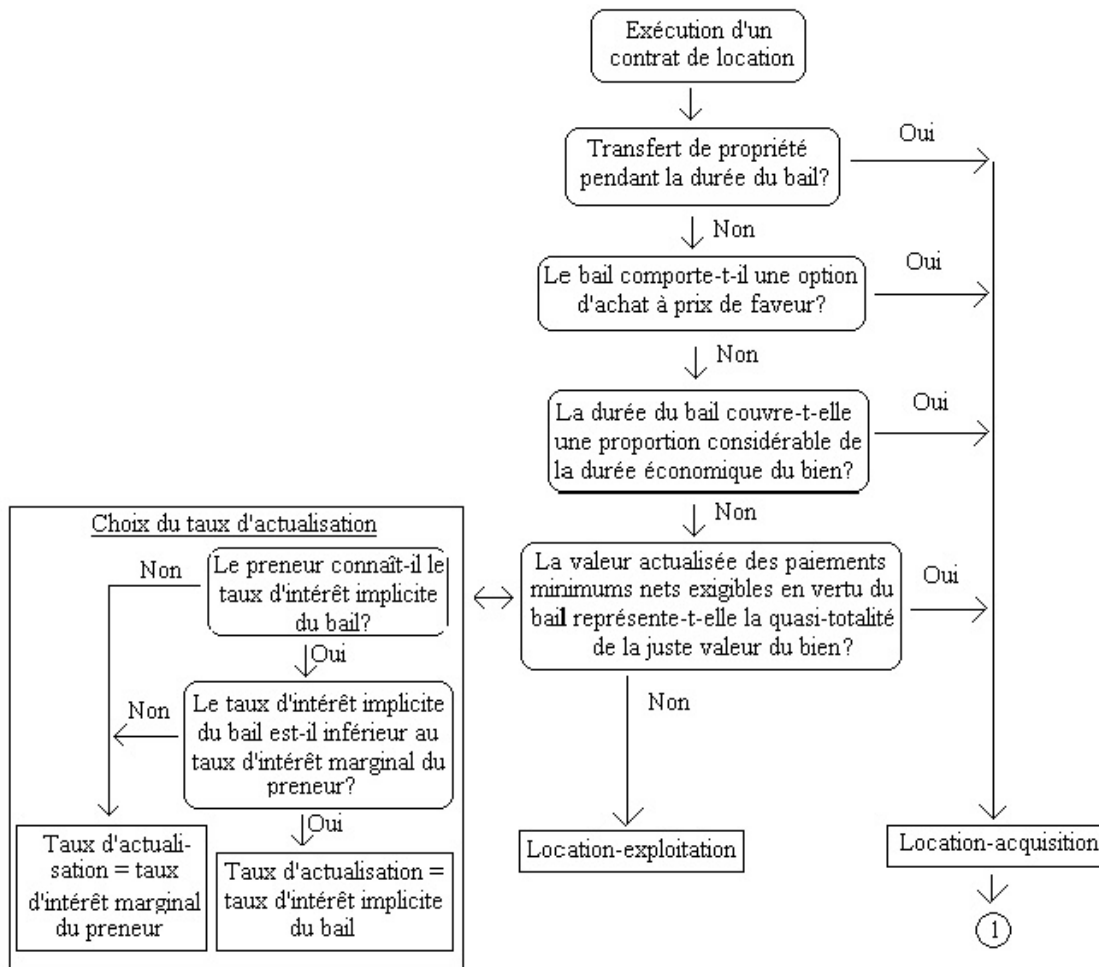 Exécution d'un
contrat de location
Transfert de propriété
pendant la durée du bail?
Oui
Non
Le bail comporte-t-il une option
d'achat à prix de faveur?
Oui
Non
La durée du bail couvre-t-elle
une proportion considérable de
la durée économique du bien?
Oui
Non
La valeur actualisée des paiements
minimums nets exigibles en vertu du
bail représente-t-elle la quasi-totalité
de la juste valeur du bien?
Oui
Non
Location-exploitation
Location-acquisition
1
Choix du taux d'actualisation
Le preneur connaît-il le
taux d'intérêt implicite
du bail?
Non
Oui
Le taux d'intérêt implicite
du bail est-il inférieur au
taux d'intérêt marginal du
preneur?
Non
Oui
Taux d'actuali-
sation = taux
d'intérêt marginal
du preneur
Taux d'actualisation =
taux d'intérêt implicite
du bail